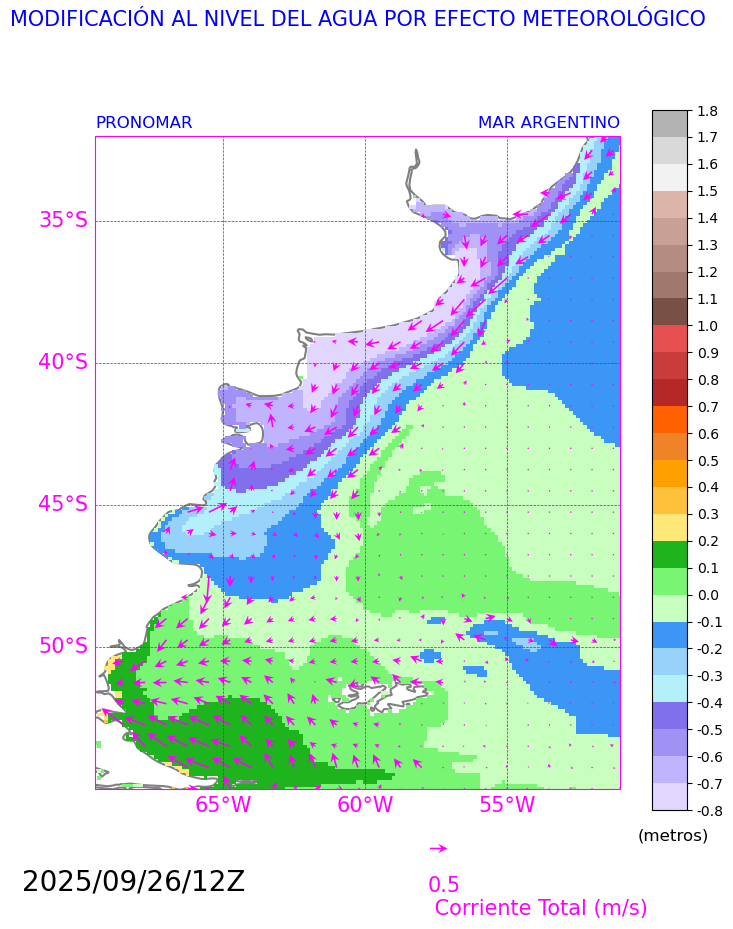 MODIFICACIÓN AL NIVEL DEL AGUA POR EFECTO METEOROLÓGICO
PRONOMAR
MAR ARGENTINO
35°S
40°S
45°S
50°S
65°W
60°W
55°W
1.8
1.7
1.6
1.5
1.4
1.3
1.2
1.1
1.0
0.9
0.8
0.7
0.6
0.5
0.4
0.3
0.2
0.1
0.0
-0.1
-0.2
-0.3
-0.4
-0.5
-0.6
-0.7
-0.8
(metros)
2025/09/26/12Z
0.5
Corriente Total (m/s)